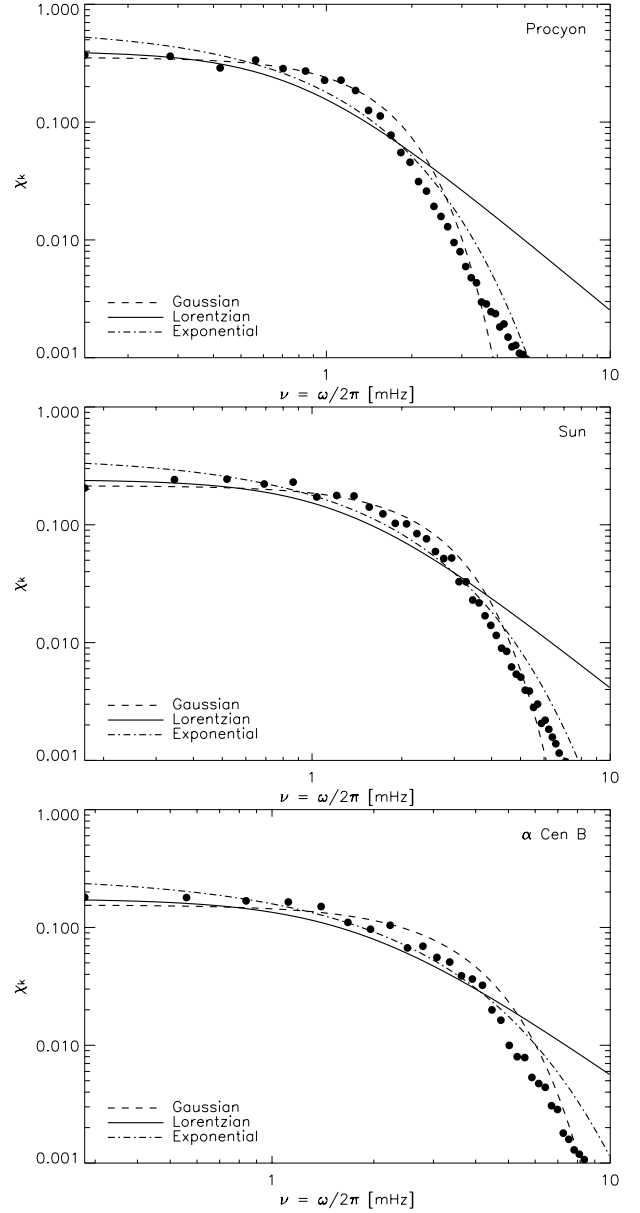 Procyon
1.000
0.100
0.010
0.001
χk
Gaussian
Lorentzian
Exponential
1
10
ν = ω/2π [mHz]
Sun
1.000
0.100
0.010
0.001
χk
Gaussian
Lorentzian
Exponential
1
10
ν = ω/2π [mHz]
α Cen B
1.000
0.100
0.010
0.001
χk
Gaussian
Lorentzian
Exponential
1
10
ν = ω/2π [mHz]